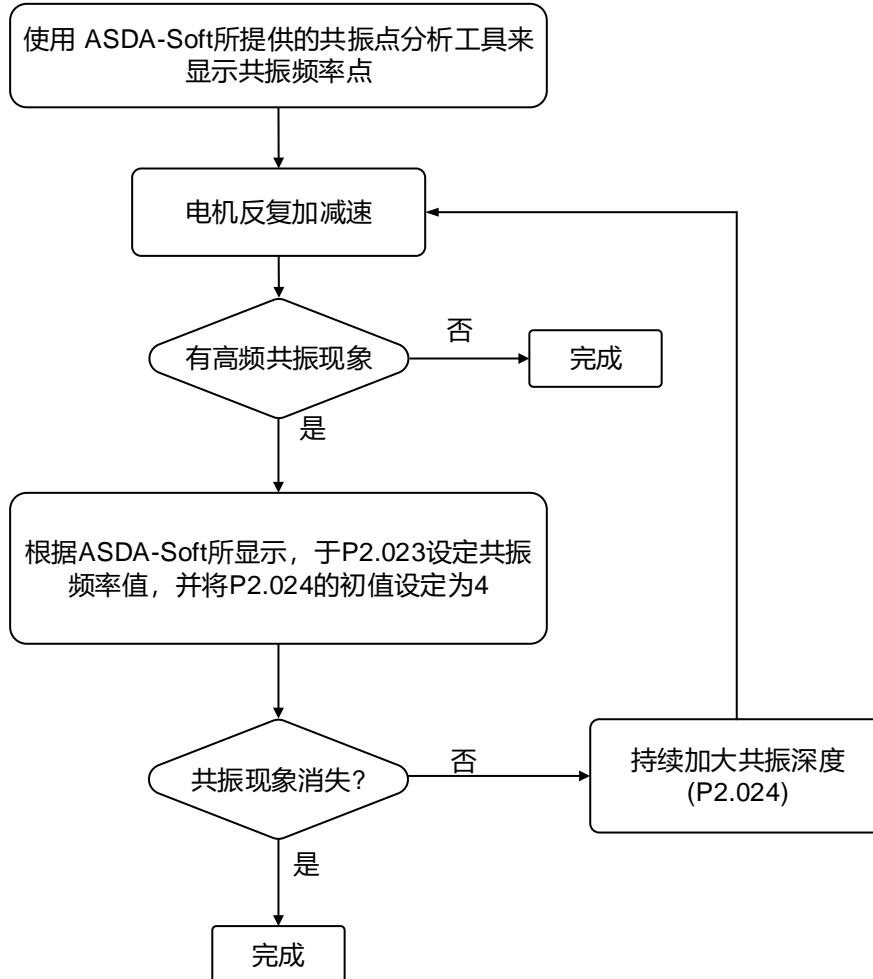 使用 ASDA-Soft所提供的共振点分析工具来
显示共振频率点
电机反复加减速
有高频共振现象
否
完成
是
根据ASDA-Soft所显示，于P2.023设定共振
频率值，并将P2.024的初值设定为4
共振现象消失？
否
持续加大共振深度
(P2.024)
是
完成